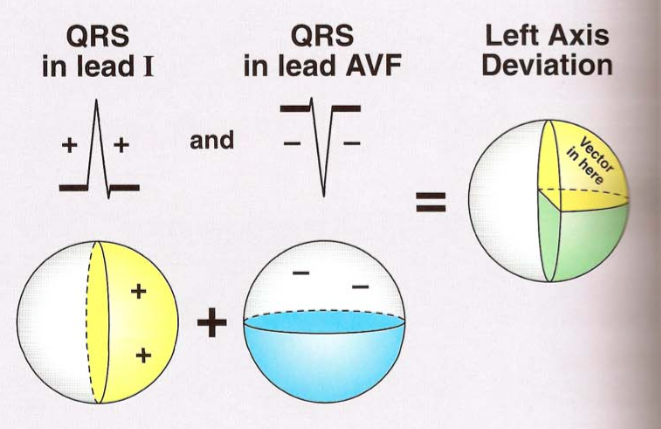 QRS
in lead I
QRS
in lead AVF
Left Axis
Deviation
+ +
and
− −
=
Vector
in here
+
+
+
− −